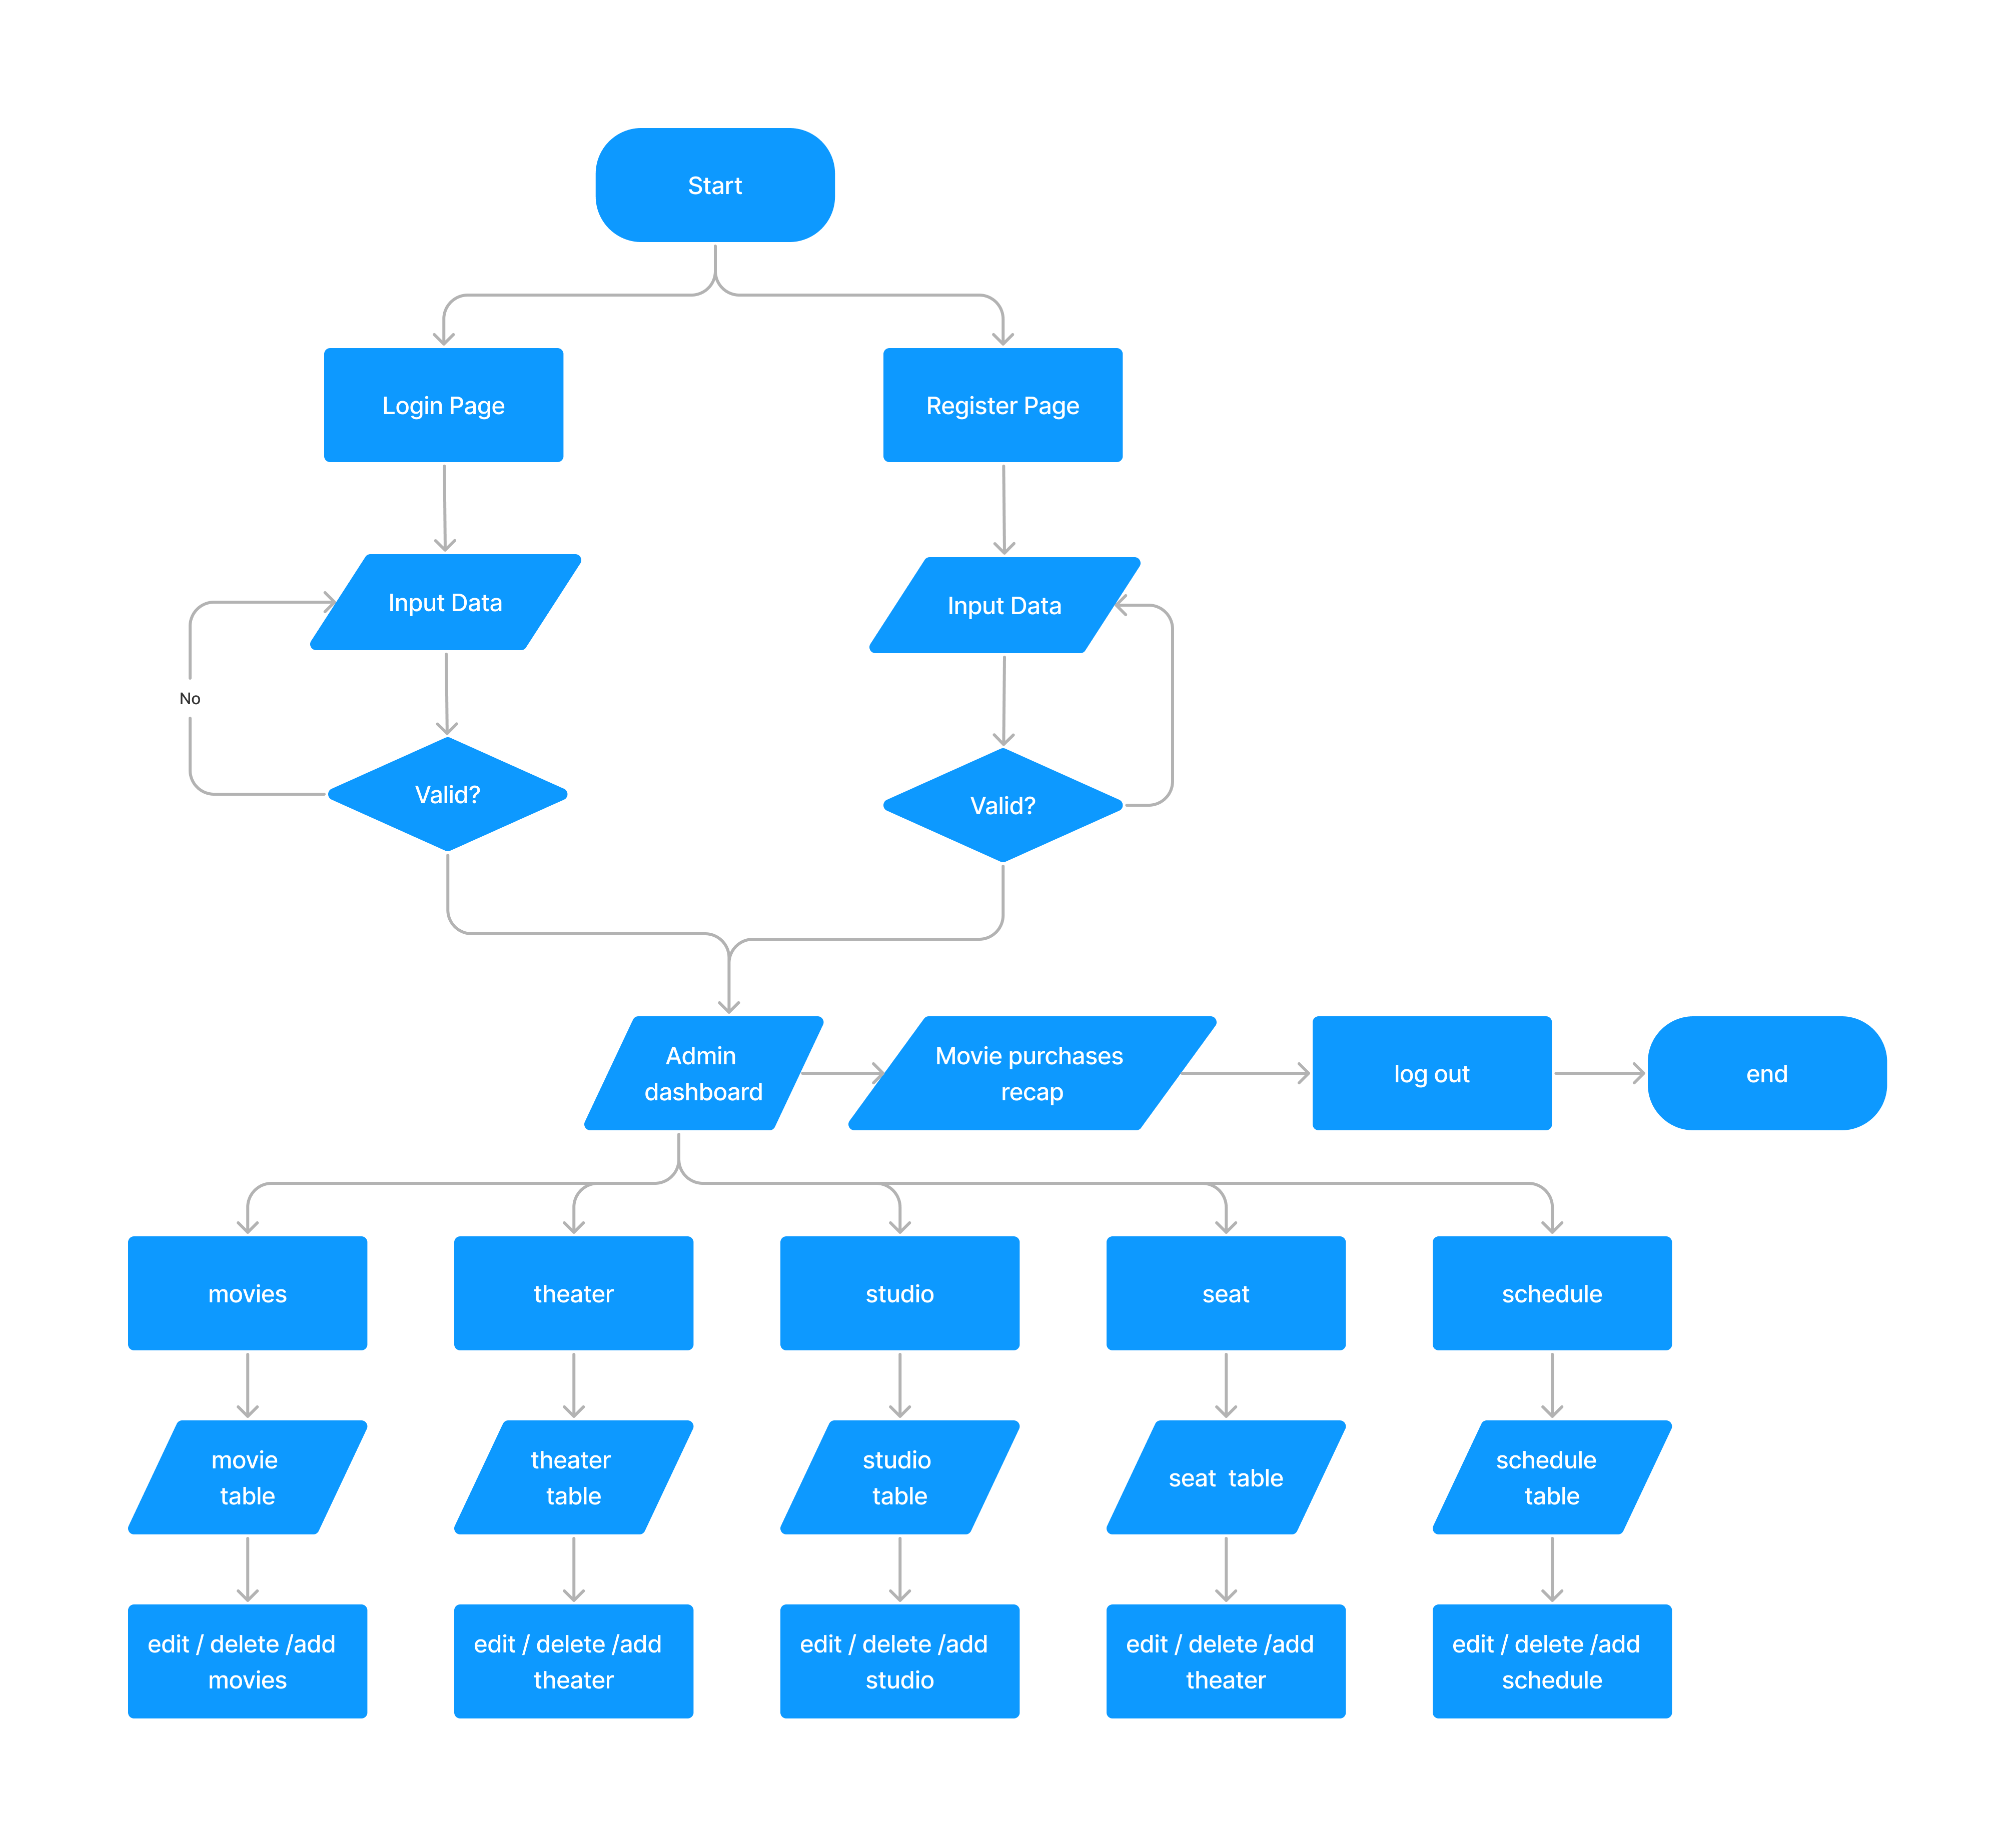 Start
Login Page
Register Page
Input Data
Input Data
No
Valid?
Valid?
Admin
dashboard
Movie purchases
recap
log out
end
movies
theater
studio
seat
schedule
movie
table
theater
table
studio
table
seat  table
schedule
table
edit / delete /add
movies
edit / delete /add
theater
edit / delete /add
studio
edit / delete /add
theater
edit / delete /add
schedule